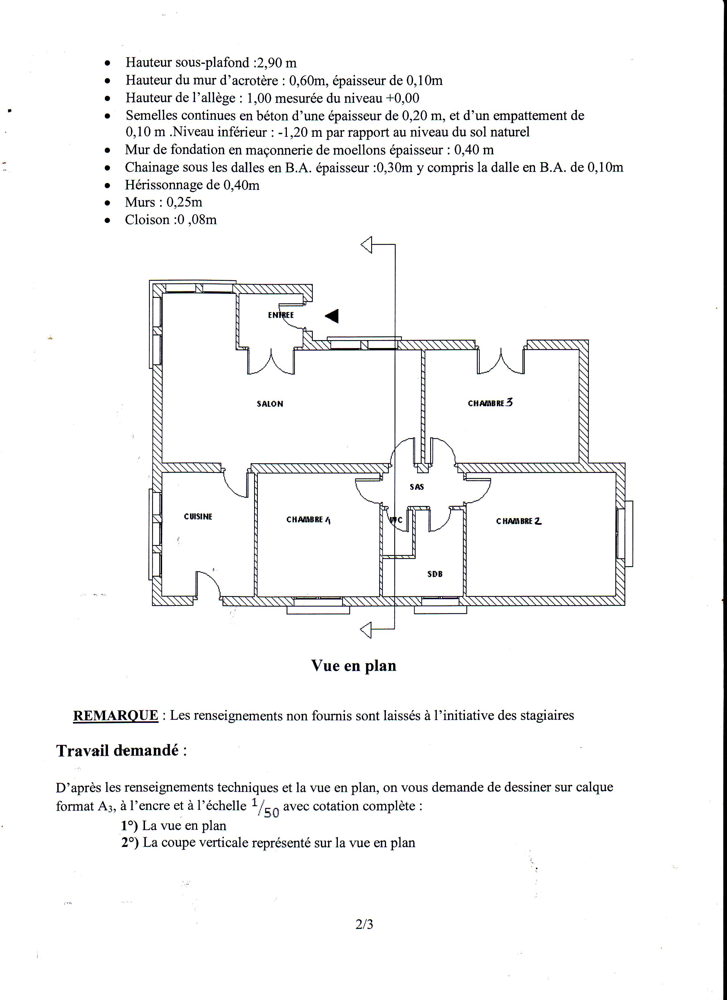 • Hauteur sous-plafond :2,90 m
• Hauteur du mur d’acrotère : 0,60m, épaisseur de 0,10m
• Hauteur de l’allège : 1,00 mesurée du niveau +0,00
• Semelles continues en béton d’une épaisseur de 0,20 m, et d’un empattement de
0,10 m .Niveau inférieur : -1,20 m par rapport au niveau du sol naturel
• Mur de fondation en maçonnerie de moellons épaisseur : 0,40 m
• Chainage sous les dalles en B.A. épaisseur :0,30m y compris la dalle en B.A. de 0,10m
• Hérissonnage de 0,40m
• Murs : 0,25m
• Cloison :0 ,08m
ENTREE
SALON
CHAMBRE 3
SAS
CUISINE
CHAMBRE 1
WC
CHAMBRE 2
SDB
Vue en plan
REMARQUE : Les renseignements non fournis sont laissés à l’initiative des stagiaires
Travail demandé :
D’après les renseignements techniques et la vue en plan, on vous demande de dessiner sur calque
format A3, à l’encre et à l’échelle 1/50 avec cotation complète :
1°) La vue en plan
2°) La coupe verticale représenté sur la vue en plan
2/3